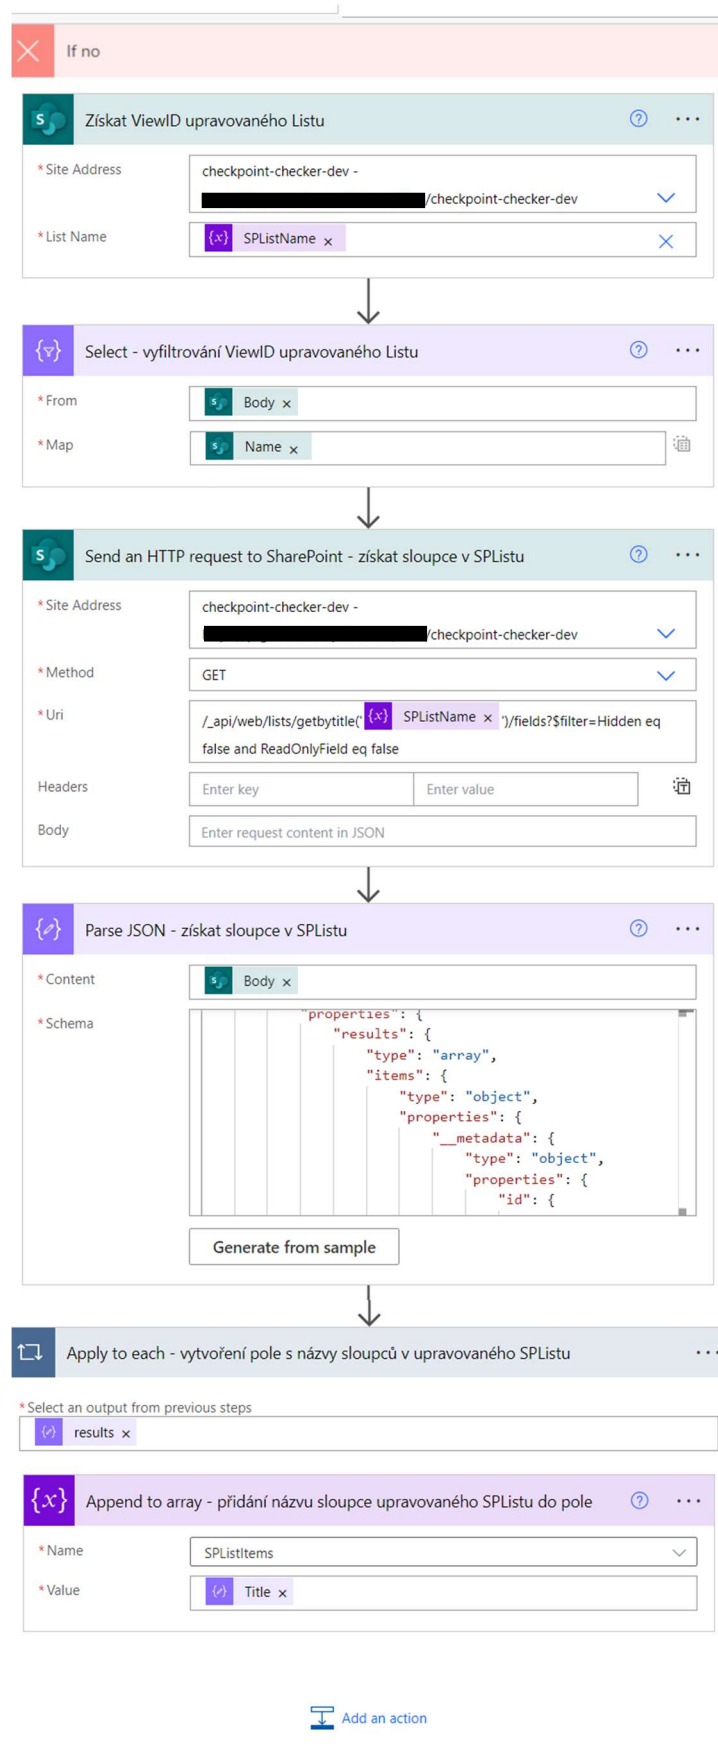 If no
Získat ViewID upravovaného Listu
* Site Address
checkpoint-checker-dev -
/checkpoint-checker-dev
* List Name
{x} SPListName ×
Select - vyfiltrování ViewID upravovaného Listu
* From
Body ×
* Map
Name ×
Send an HTTP request to SharePoint - získat sloupce v SPListu
* Site Address
checkpoint-checker-dev -
/checkpoint-checker-dev
* Method
GET
* Uri
/_api/web/lists/getbytitle(' {x} SPListName × ')/fields?$filter=Hidden eq
false and ReadOnlyField eq false
Headers
Enter key
Enter value
Body
Enter request content in JSON
Parse JSON - získat sloupce v SPListu
* Content
Body ×
* Schema
"properties": {
"results": {
"type": "array",
"items": {
"type": "object",
"properties": {
"__metadata": {
"type": "object",
"properties": {
"id": {
Generate from sample
Apply to each - vytvoření pole s názvy sloupců v upravovaného SPListu
* Select an output from previous steps
results ×
{x} Append to array - přidání názvu sloupce upravovaného SPListu do pole
* Name
SPListItems
* Value
Title ×
Add an action